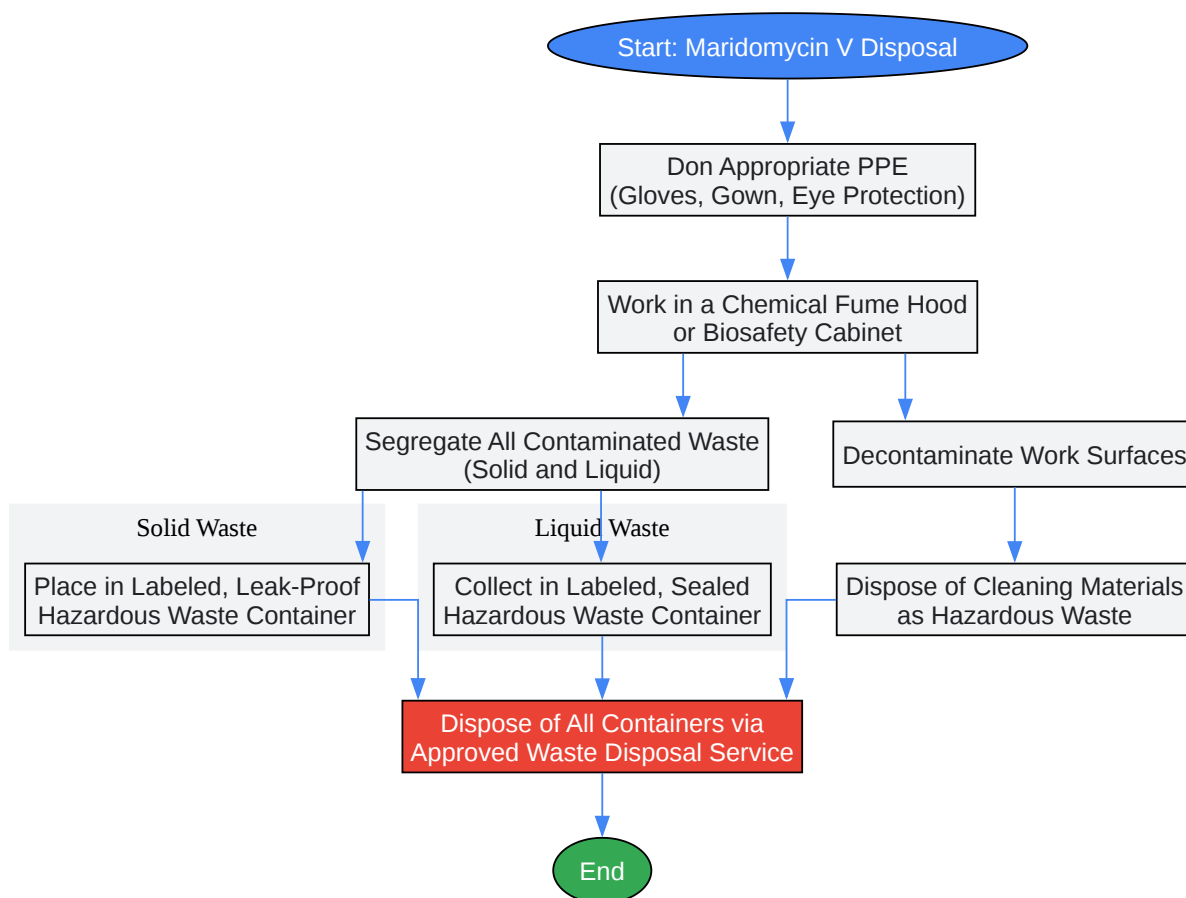 Start: Maridomycin V Disposal
Don Appropriate PPE
(Gloves, Gown, Eye Protection)
Work in a Chemical Fume Hood
or Biosafety Cabinet
Segregate All Contaminated Waste
(Solid and Liquid)
Decontaminate Work Surfaces
Solid Waste
Liquid Waste
Place in Labeled, Leak-Proof
Hazardous Waste Container
Collect in Labeled, Sealed
Hazardous Waste Container
Dispose of Cleaning Materials
as Hazardous Waste
Dispose of All Containers via
Approved Waste Disposal Service
End